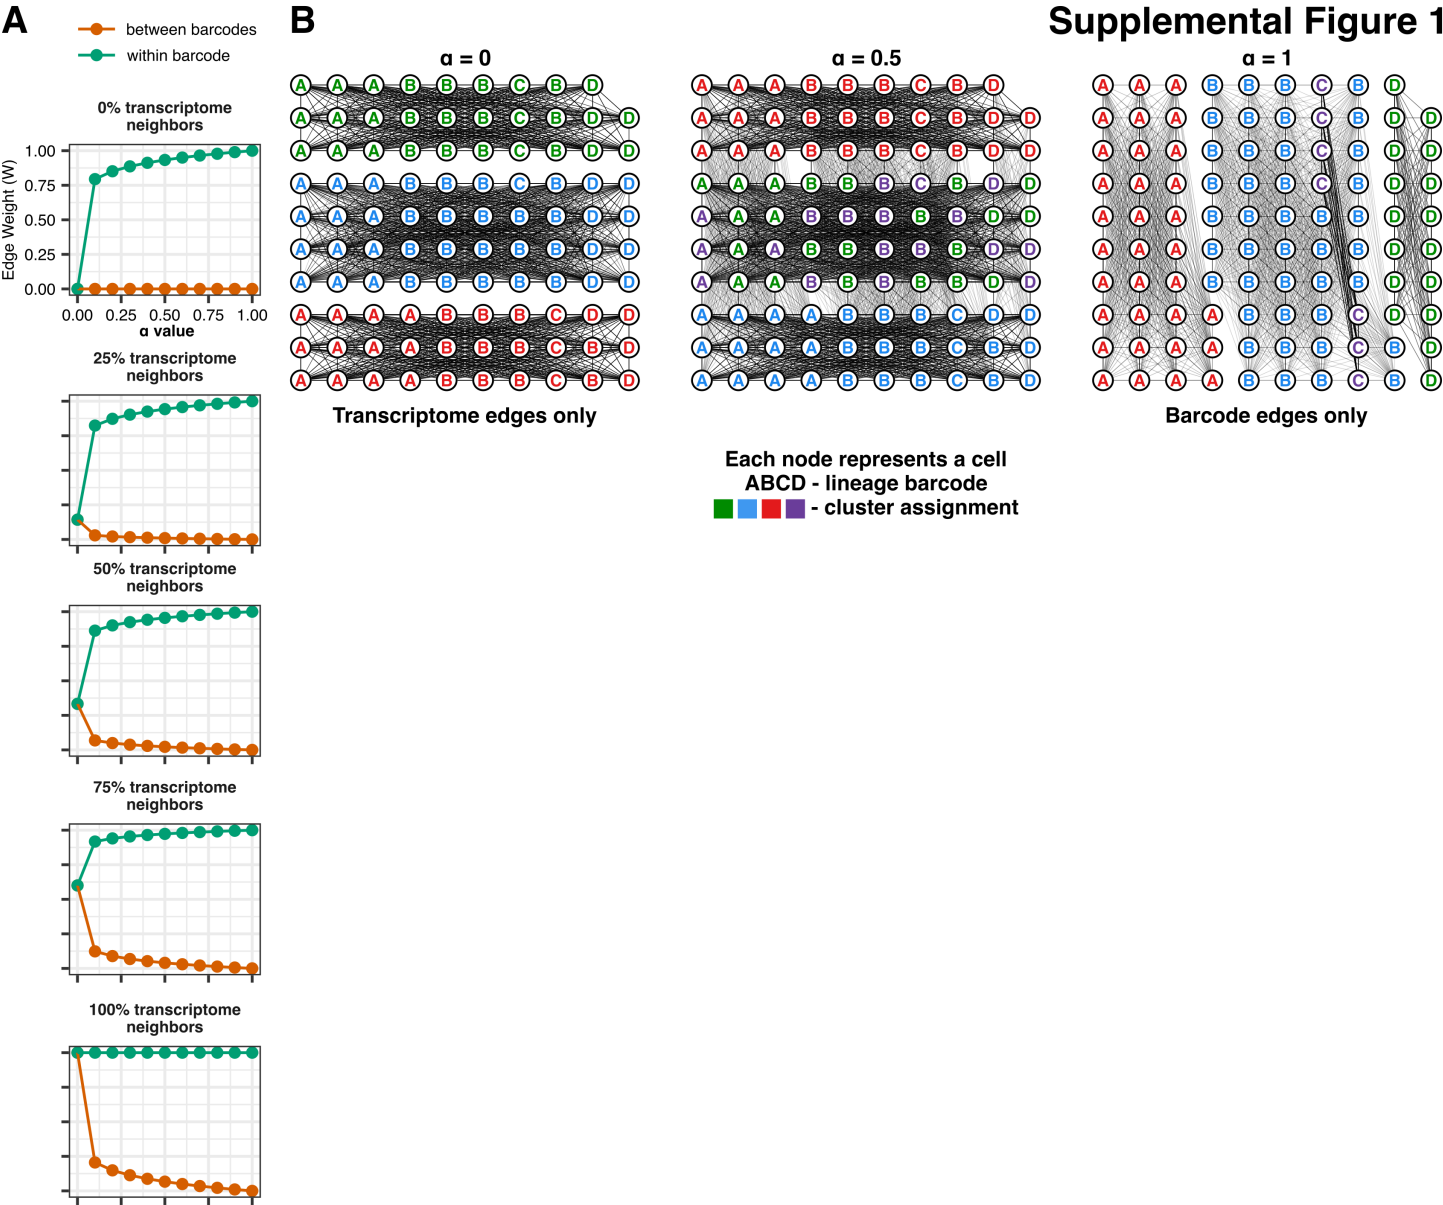 A
between barcodes
within barcode
0% transcriptome
neighbors
Edge Weight (W)
1.00
0.75
0.50
0.25
0.00
0.00 0.25 0.50 0.75 1.00
α value
25% transcriptome
neighbors
50% transcriptome
neighbors
75% transcriptome
neighbors
100% transcriptome
neighbors
B
Supplemental Figure 1
α = 0
A A A B B B C B D
A A A B B B C B D D
A A A B B B C B D D
A A A B B B C B D D
A A A B B B B B D D
A A A B B B B B D D
A A A B B B B B D D
A A A A B B B C D D
A A A A B B B C B D
A A A A B B B C B D
Transcriptome edges only
α = 0.5
A A A B B B C B D
A A A B B B C B D D
A A A B B B C B D D
A A A B B B C B D D
A A A B B B B B D D
A A A B B B B B D D
A A A B B B B B D D
A A A A B B B C D D
A A A A B B B C B D
A A A A B B B C B D
α = 1
A A A B B B C B D
A A A B B B C B D D
A A A B B B C B D D
A A A B B B C B D D
A A A B B B B B D D
A A A B B B B B D D
A A A B B B B B D D
A A A A B B B C D D
A A A A B B B C B D
A A A A B B B C B D
Barcode edges only
Each node represents a cell
ABCD - lineage barcode
- cluster assignment